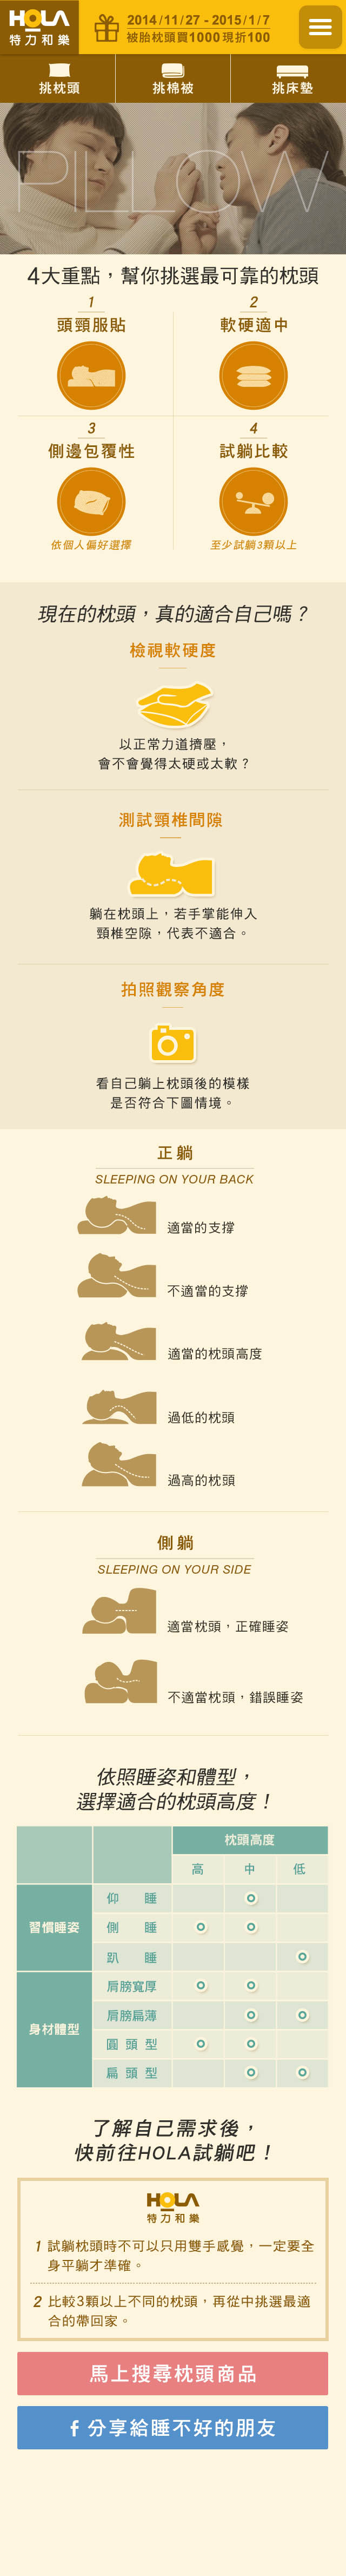 HOLA
特力和樂
2014/11/27 - 2015/1/7
被胎枕頭買1000現折100
挑枕頭
挑棉被
挑床墊
PILLOW
4大重點，幫你挑選最可靠的枕頭
1
頭頸服貼
2
軟硬適中
3
側邊包覆性
依個人偏好選擇
4
試躺比較
至少試躺3顆以上
現在的枕頭，真的適合自己嗎？
檢視軟硬度
以正常力道擠壓，
會不會覺得太硬或太軟？
測試頸椎間隙
躺在枕頭上，若手掌能伸入
頸椎空隙，代表不適合。
拍照觀察角度
看自己躺上枕頭後的模樣
是否符合下圖情境。
正躺
SLEEPING ON YOUR BACK
適當的支撐
不適當的支撐
適當的枕頭高度
過低的枕頭
過高的枕頭
側躺
SLEEPING ON YOUR SIDE
適當枕頭，正確睡姿
不適當枕頭，錯誤睡姿
依照睡姿和體型，
選擇適合的枕頭高度！
枕頭高度
高 中 低
習慣睡姿
仰睡
側睡
趴睡
身材體型
肩膀寬厚
肩膀扁薄
圓頭型
扁頭型
了解自己需求後，
快前往HOLA試躺吧！
HOLA
特力和樂
1 試躺枕頭時不可以只用雙手感覺，一定要全
身平躺才準確。
2 比較3顆以上不同的枕頭，再從中挑選最適
合的帶回家。
馬上搜尋枕頭商品
f 分享給睡不好的朋友